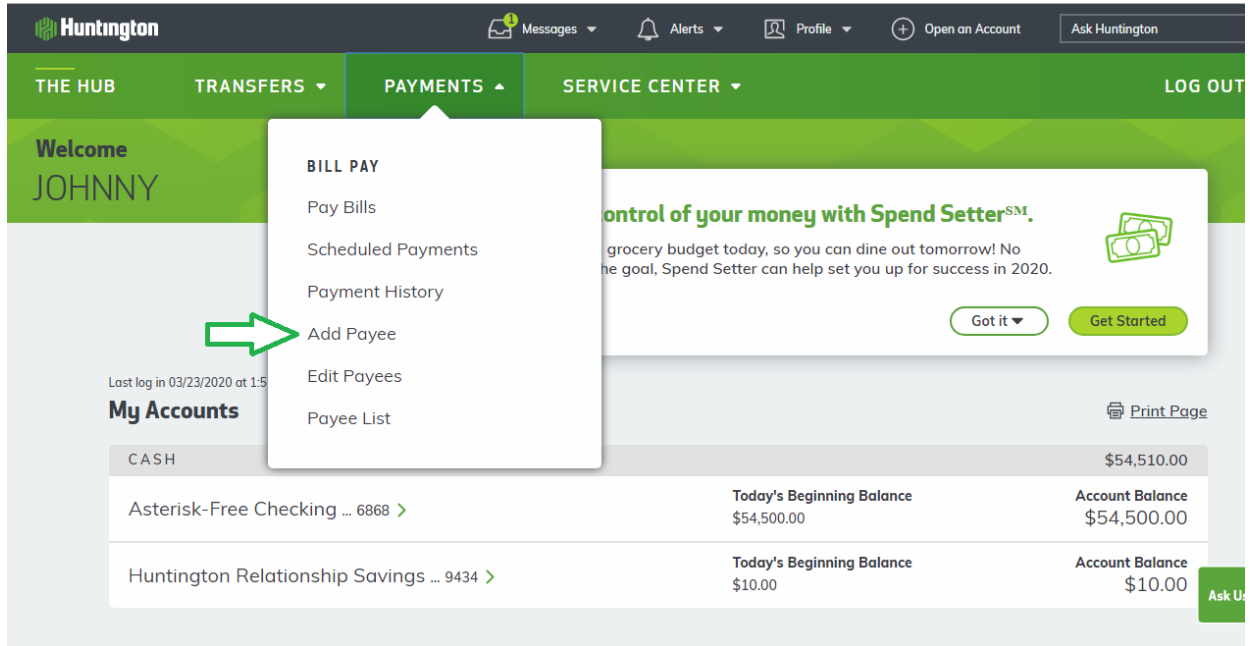 Huntington
1
Messages
Alerts
Profile
Open an Account
Ask Huntington
THE HUB
TRANSFERS
PAYMENTS
SERVICE CENTER
LOG OUT
Welcome
JOHNNY
BILL PAY
Pay Bills
Scheduled Payments
Payment History
Add Payee
Edit Payees
Payee List
ontrol of your money with Spend Setter℠.
grocery budget today, so you can dine out tomorrow! No
he goal, Spend Setter can help set you up for success in 2020.
Got it
Get Started
Last log in 03/23/2020 at 1:5
My Accounts
Print Page
CASH
$54,510.00
Asterisk-Free Checking ... 6868
Today's Beginning Balance
$54,500.00
Account Balance
$54,500.00
Huntington Relationship Savings ... 9434
Today's Beginning Balance
$10.00
Account Balance
$10.00
Ask Us